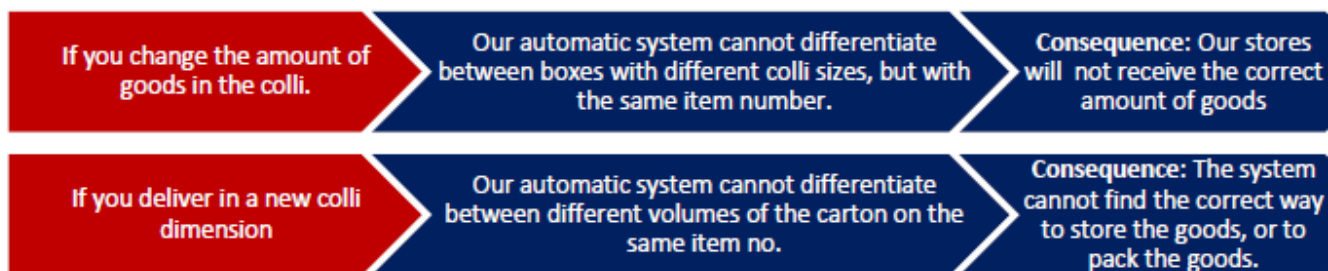 If you change the amount of
goods in the colli.
Our automatic system cannot differentiate
between boxes with different colli sizes, but with
the same item number.
Consequence: Our stores
will not receive the correct
amount of goods
If you deliver in a new colli
dimension
Our automatic system cannot differentiate
between different volumes of the carton on the
same item no.
Consequence: The system
cannot find the correct way
to store the goods, or to
pack the goods.